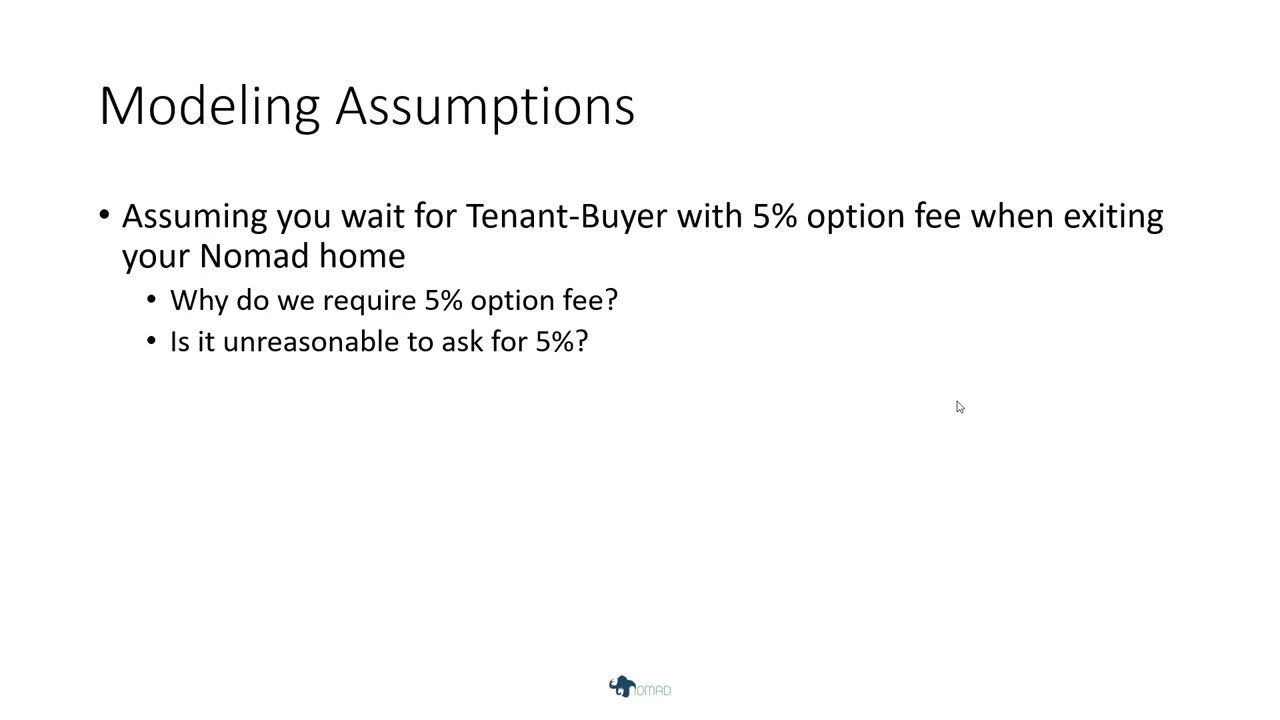 Modeling Assumptions
• Assuming you wait for Tenant-Buyer with 5% option fee when exiting
your Nomad home
• Why do we require 5% option fee?
• Is it unreasonable to ask for 5%?
NOMAD